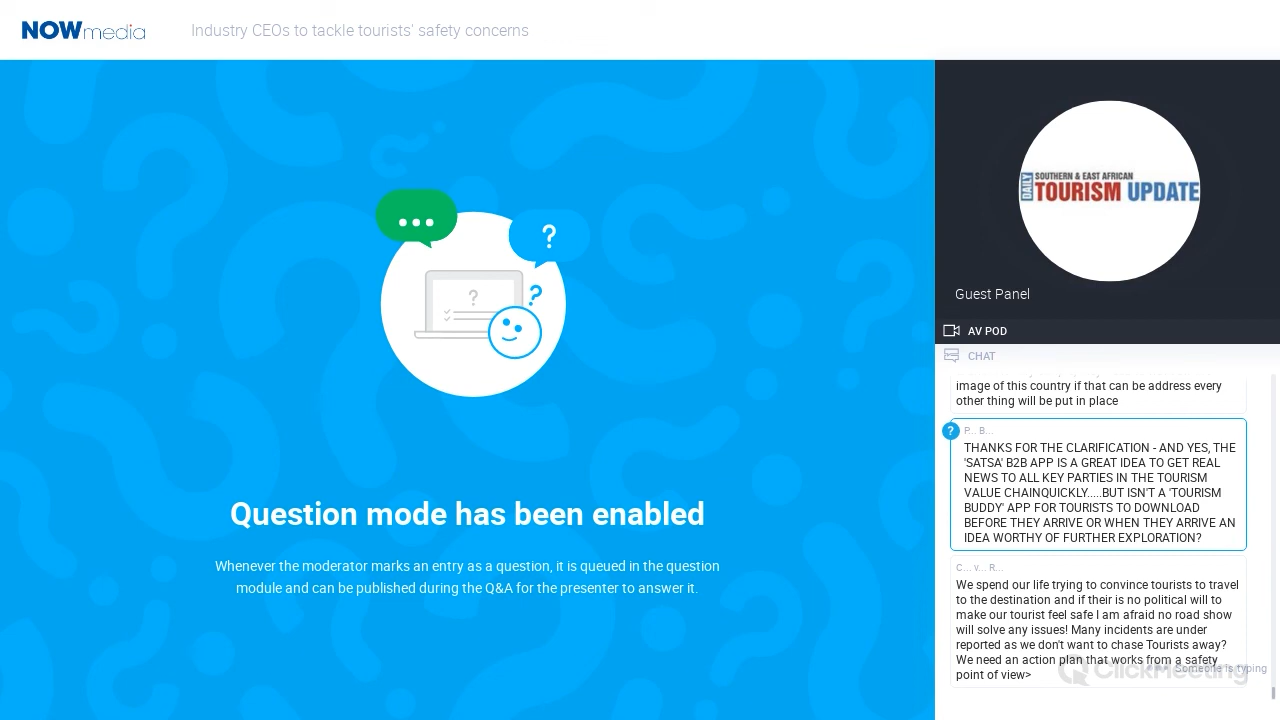 NOWmedia
Industry CEOs to tackle tourists' safety concerns
?
?
?
Question mode has been enabled
Whenever the moderator marks an entry as a question, it is queued in the question
module and can be published during the Q&A for the presenter to answer it.
DAILY
SOUTHERN & EAST AFRICAN
TOURISM UPDATE
Guest Panel
AV POD
CHAT
image of this country if that can be address every
other thing will be put in place
?
P... B...
THANKS FOR THE CLARIFICATION - AND YES, THE
'SATSA' B2B APP IS A GREAT IDEA TO GET REAL
NEWS TO ALL KEY PARTIES IN THE TOURISM
VALUE CHAINQUICKLY.....BUT ISN'T A 'TOURISM
BUDDY' APP FOR TOURISTS TO DOWNLOAD
BEFORE THEY ARRIVE OR WHEN THEY ARRIVE AN
IDEA WORTHY OF FURTHER EXPLORATION?
C... v... R...
We spend our life trying to convince tourists to travel
to the destination and if their is no political will to
make our tourist feel safe I am afraid no road show
will solve any issues! Many incidents are under
reported as we don't want to chase Tourists away?
We need an action plan that works from a safety
point of view>
Someone is typing
ClickMeeting